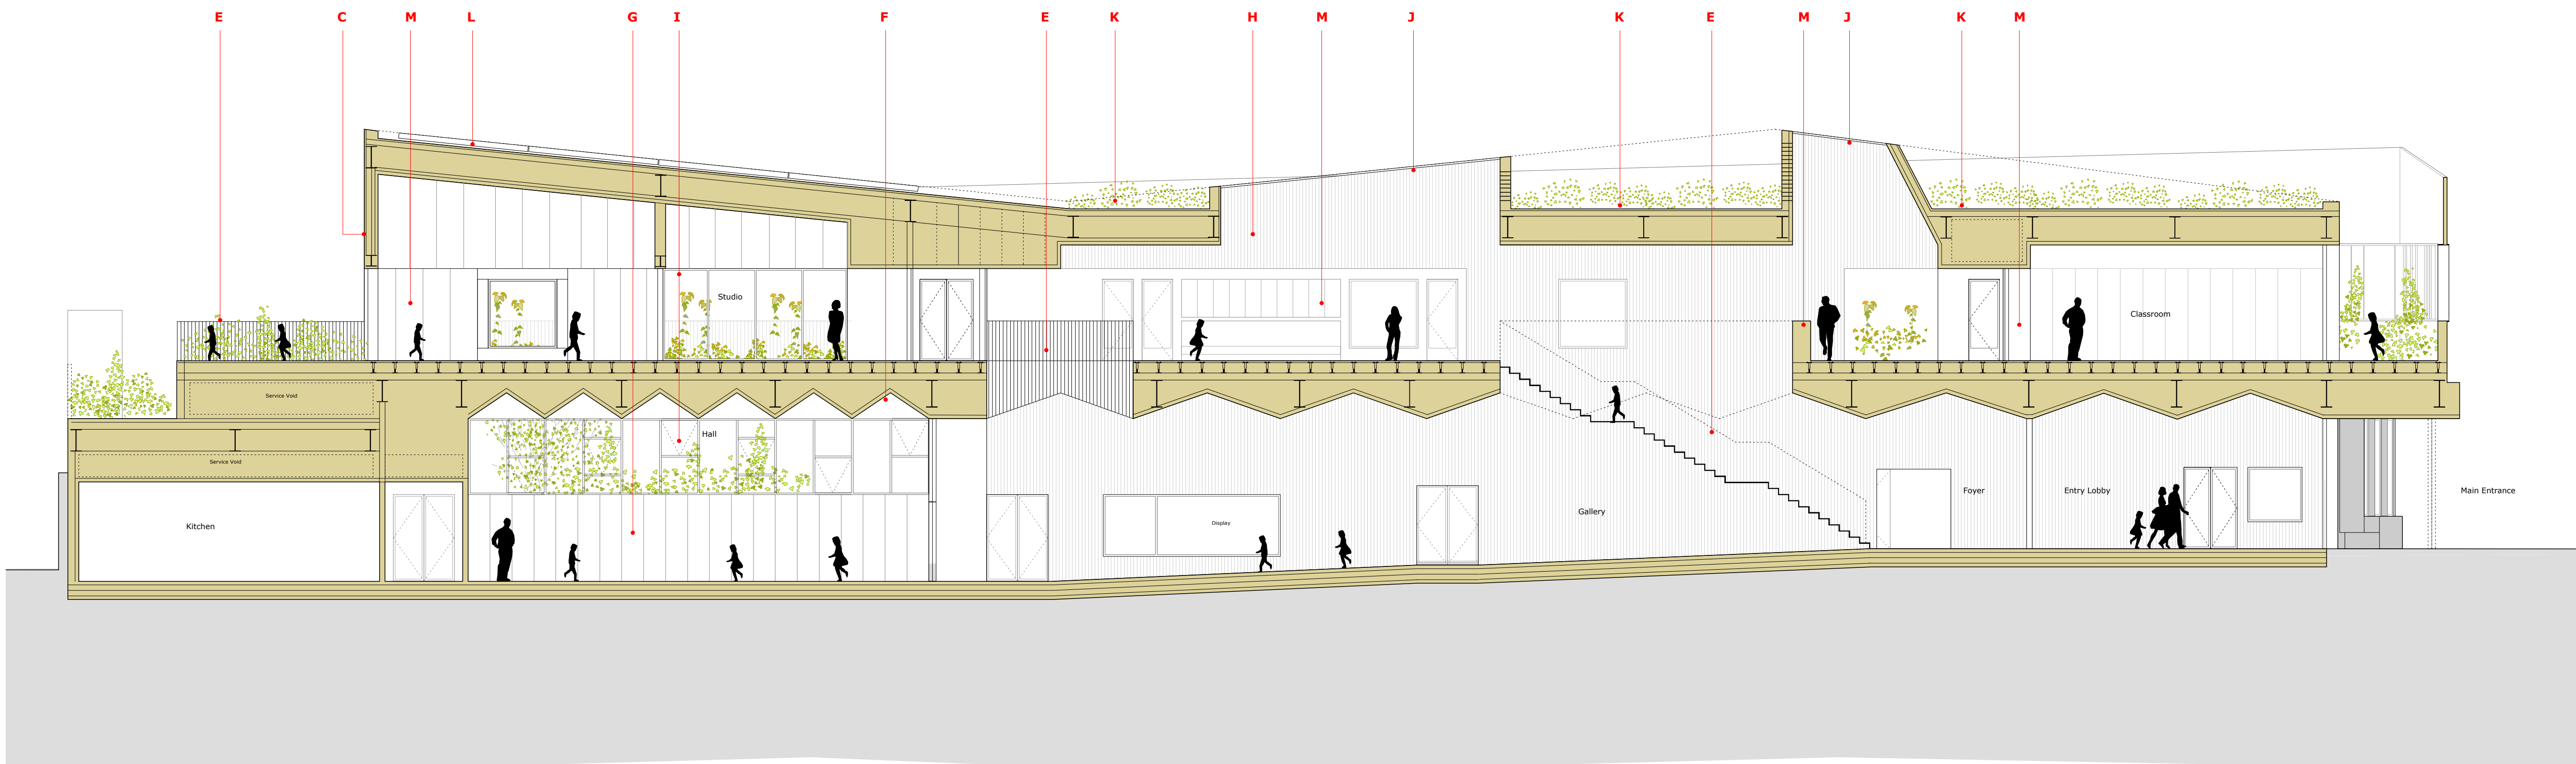 E C M L G I F E K H M J K E M J K M
Studio
Classroom
Service Void
Hall
Service Void
Kitchen
Display
Gallery
Foyer
Entry Lobby
Main Entrance